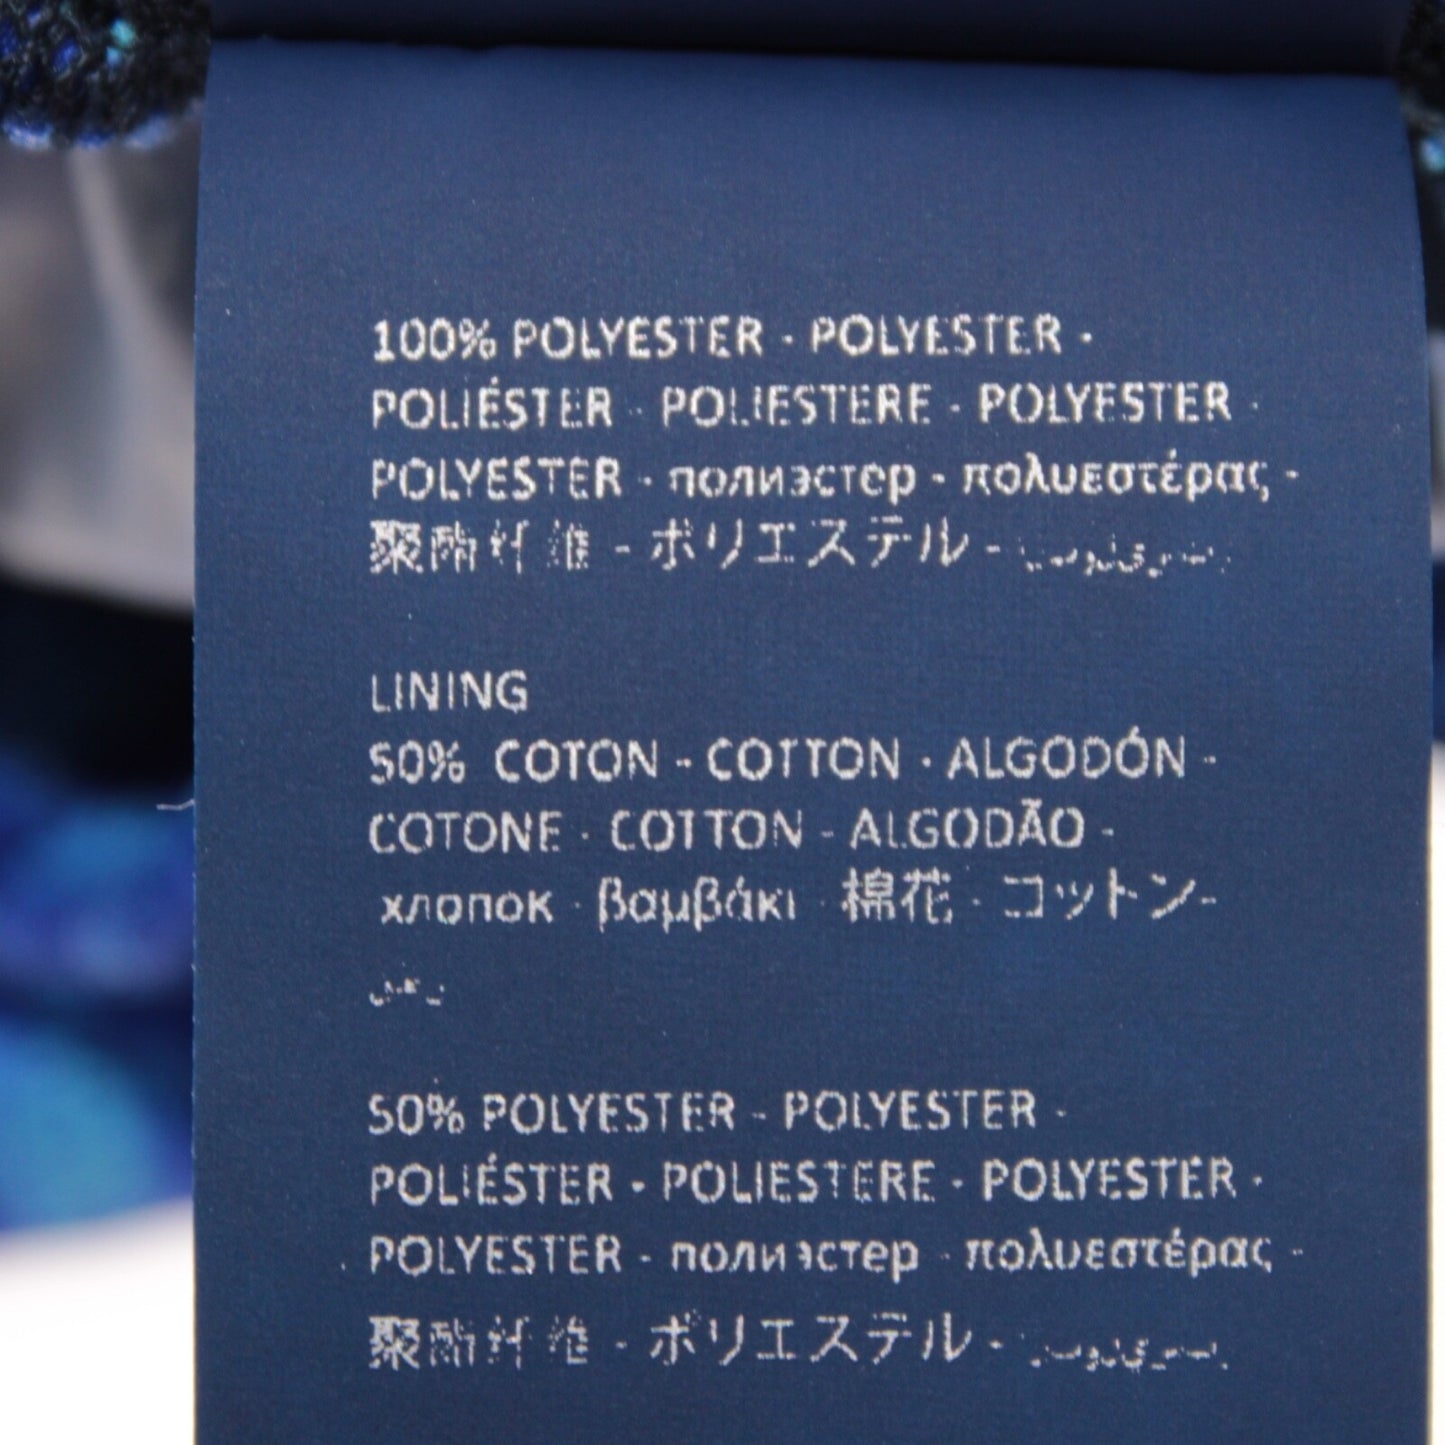 100% POLYESTER - POLYESTER -
POLIÉSTER - POLIESTERE - POLYESTER -
POLYESTER - полиэстер - πολυεστέρας -
聚酯纤维 - ポリエステル -
LINING
50% COTON - COTTON - ALGODÓN -
COTONE - COTTON - ALGODÃO -
хлопок - βαμβάκι - 棉花 - コットン-
50% POLYESTER - POLYESTER -
POLIÉSTER - POLIESTERE - POLYESTER -
POLYESTER - полиэстер - πολυεστέρας -
聚酯纤维 - ポリエステル -